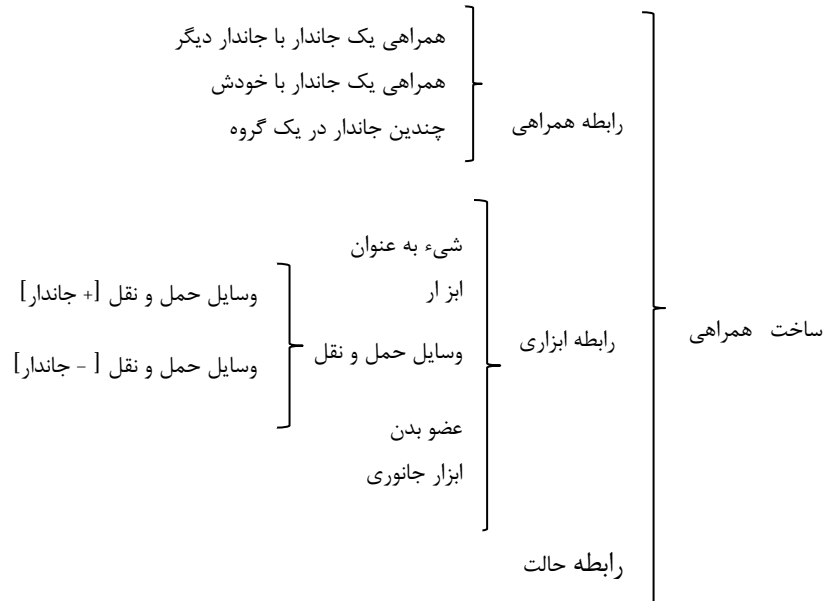 همراهی یک جاندار با جاندار دیگر
همراهی یک جاندار با خودش
رابطه همراهی
چندین جاندار در یک گروه
شیء به عنوان
ابز ار
وسایل حمل و نقل [+ جاندار]
ساخت همراهی
رابطه ابزاری
وسایل حمل و نقل
وسایل حمل و نقل [ - جاندار]
عضو بدن
ابزار جانوری
رابطه حالت